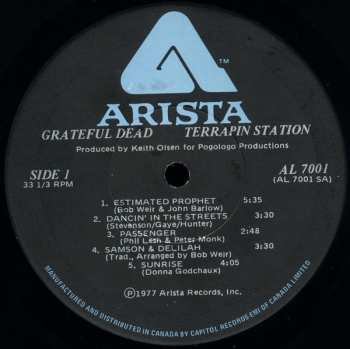 TM
ARISTA
GRATEFUL DEAD TERRAPIN STATION
Produced by Keith Olsen for Pogologo Productions
SIDE 1 AL 7001
33 1/3 RPM (AL 7001 SA)
1. ESTIMATED PROPHET 5:35
(Bob Weir & John Barlow)
2. DANCIN' IN THE STREETS 3:30
(Stevenson/Gaye/Hunter)
3. PASSENGER 2:48
(Phil Lesh & Peter Monk)
4. SAMSON & DELILAH 3:30
(Trad., Arranged by Bob Weir)
5. SUNRISE 4:05
(Donna Godchaux)
℗1977 Arista Records, Inc.
MANUFACTURED AND DISTRIBUTED IN CANADA BY CAPITOL RECORDS-EMI OF CANADA LIMITED